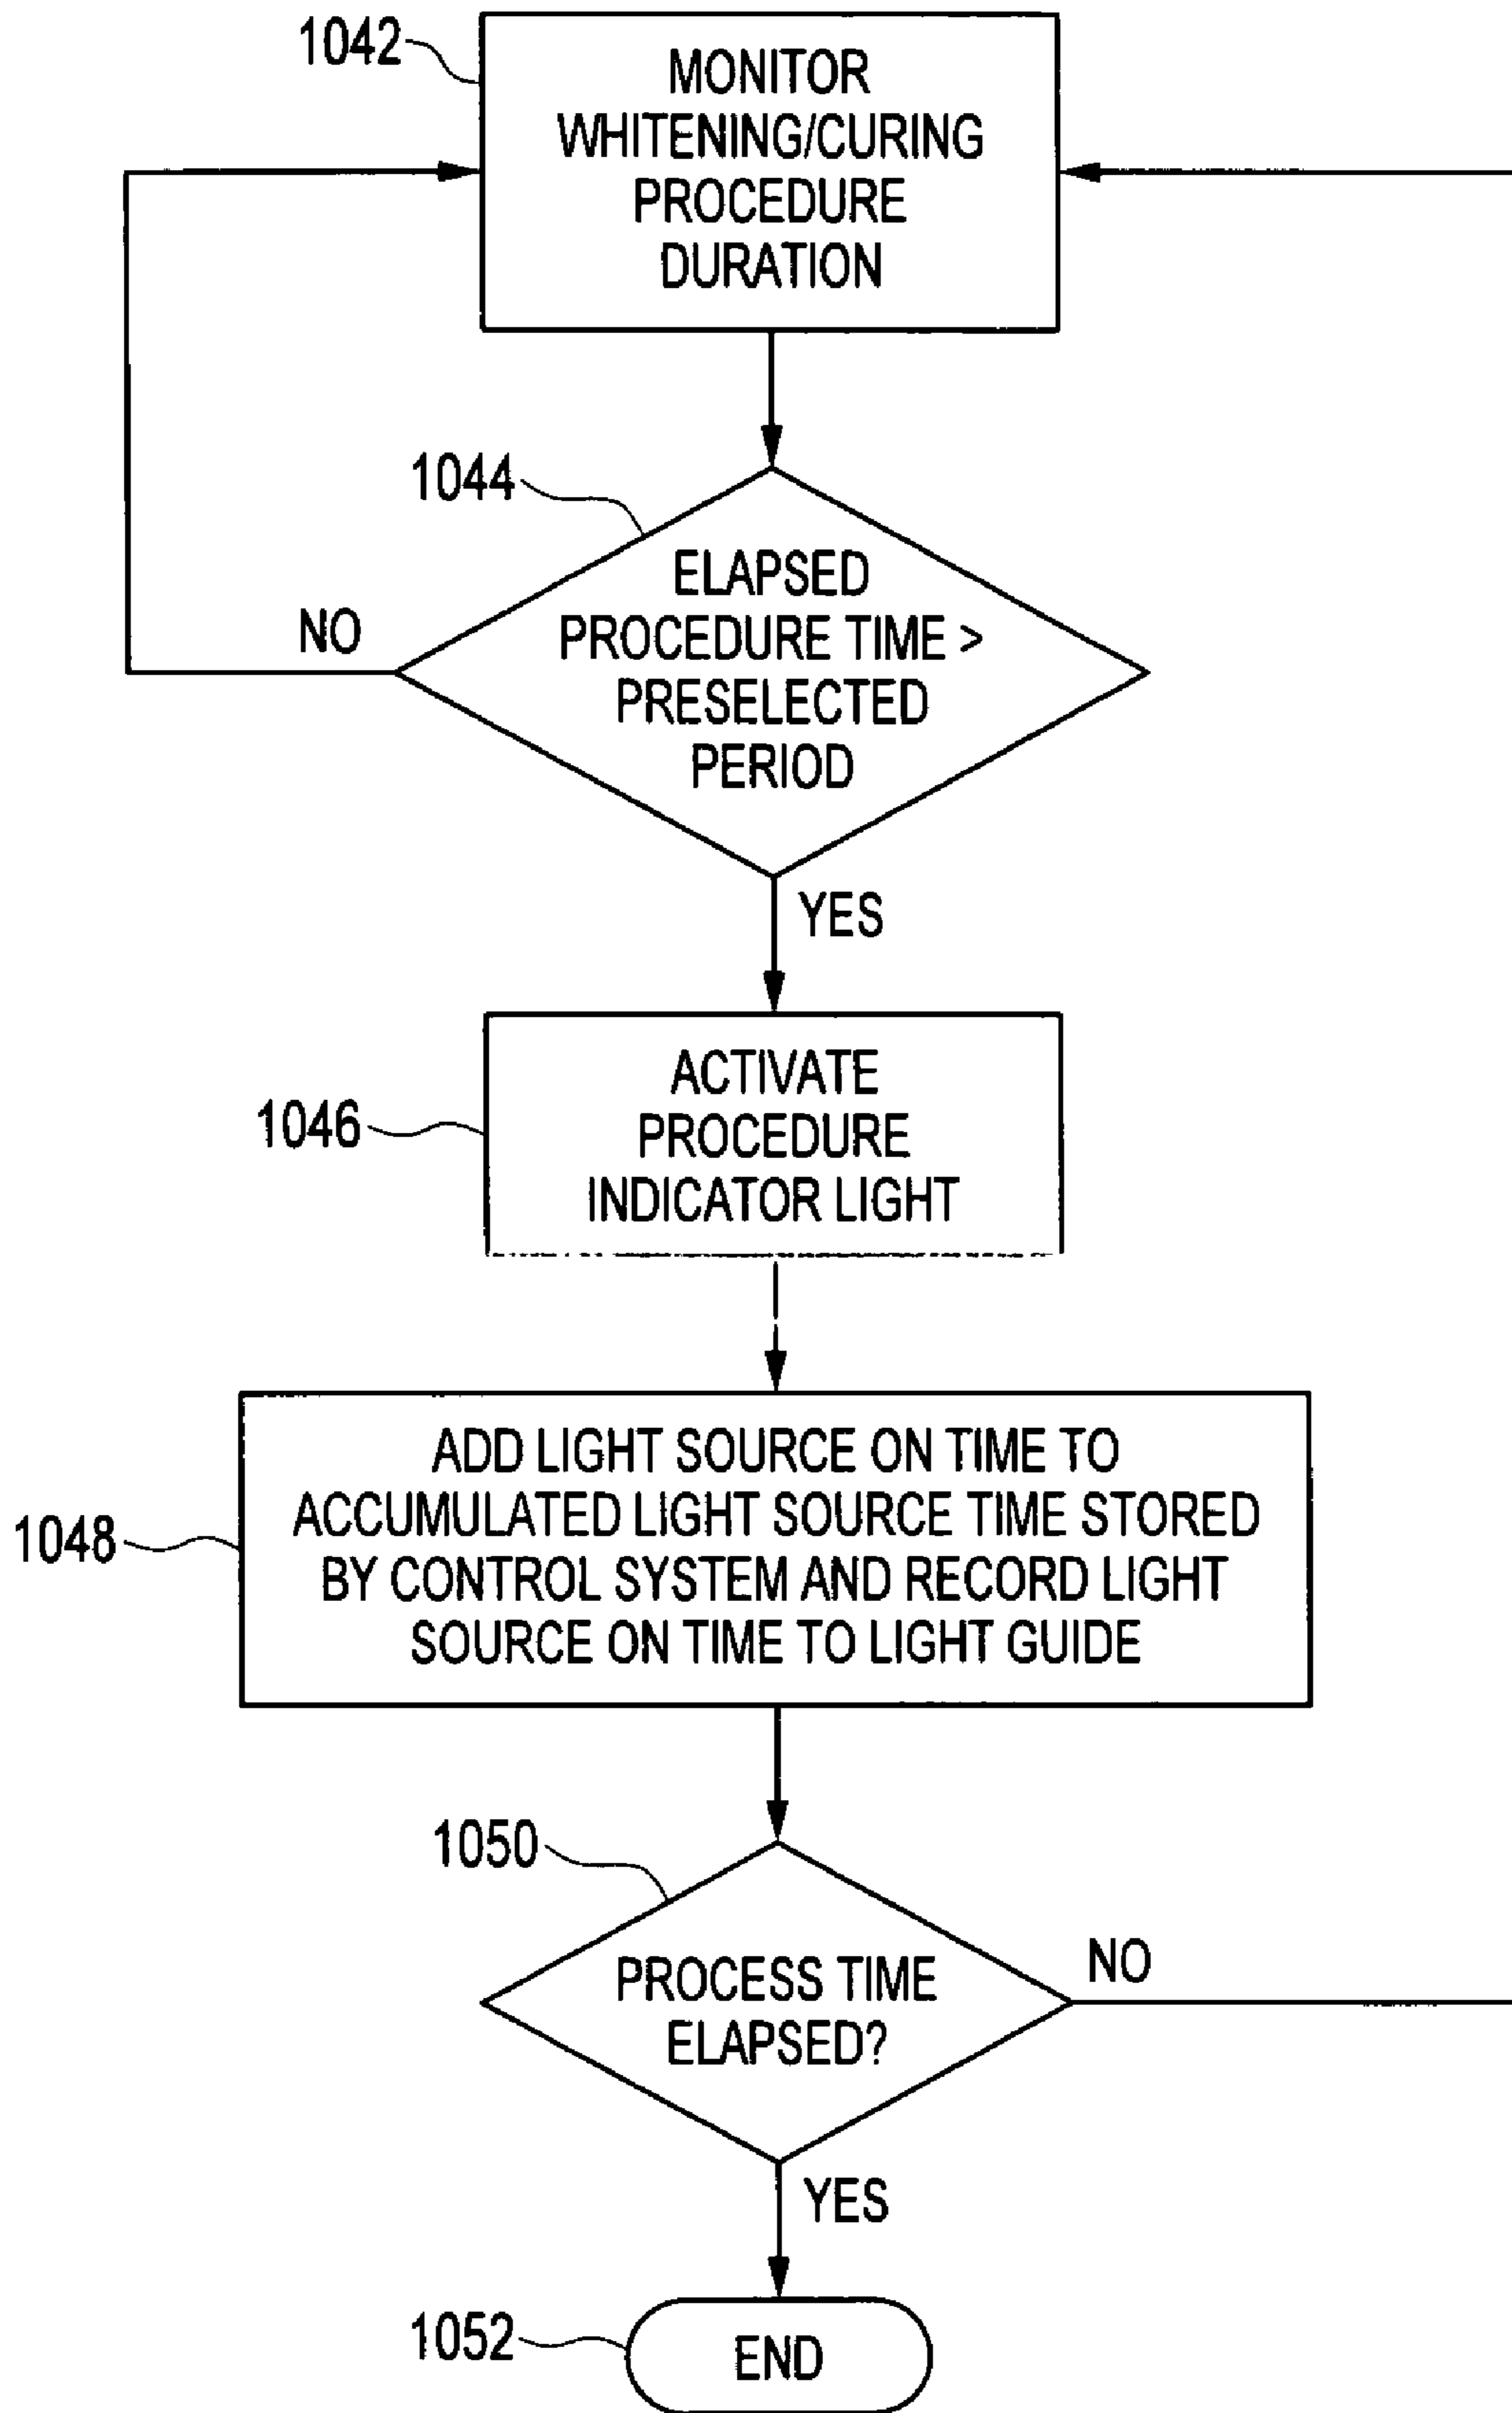 1042
MONITOR
WHITENING/CURING
PROCEDURE
DURATION
1044
ELAPSED
PROCEDURE TIME >
PRESELECTED
PERIOD
NO
YES
1046
ACTIVATE
PROCEDURE
INDICATOR LIGHT
1048
ADD LIGHT SOURCE ON TIME TO
ACCUMULATED LIGHT SOURCE TIME STORED
BY CONTROL SYSTEM AND RECORD LIGHT
SOURCE ON TIME TO LIGHT GUIDE
1050
PROCESS TIME
ELAPSED?
NO
YES
1052
END